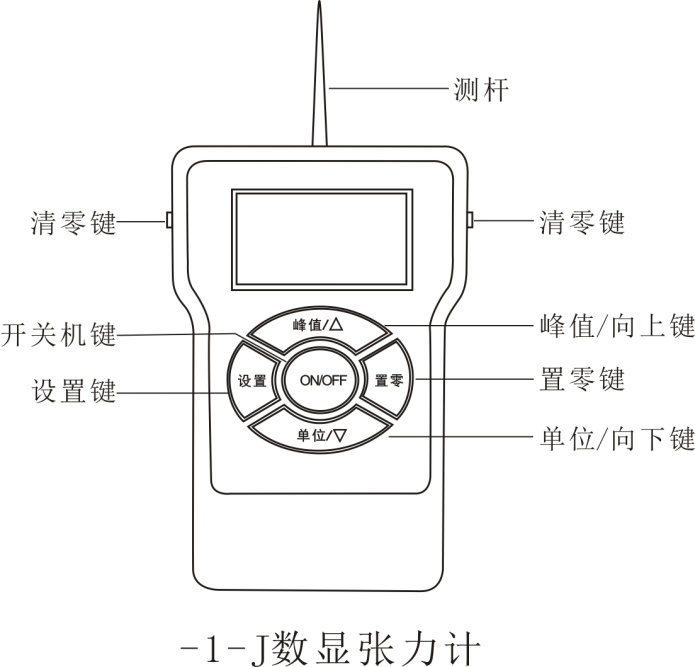 测杆
清零键
清零键
峰值/△
峰值/向上键
开关机键
设置
ON/OFF
置零
置零键
设置键
单位/▽
单位/向下键
-1-J数显张力计